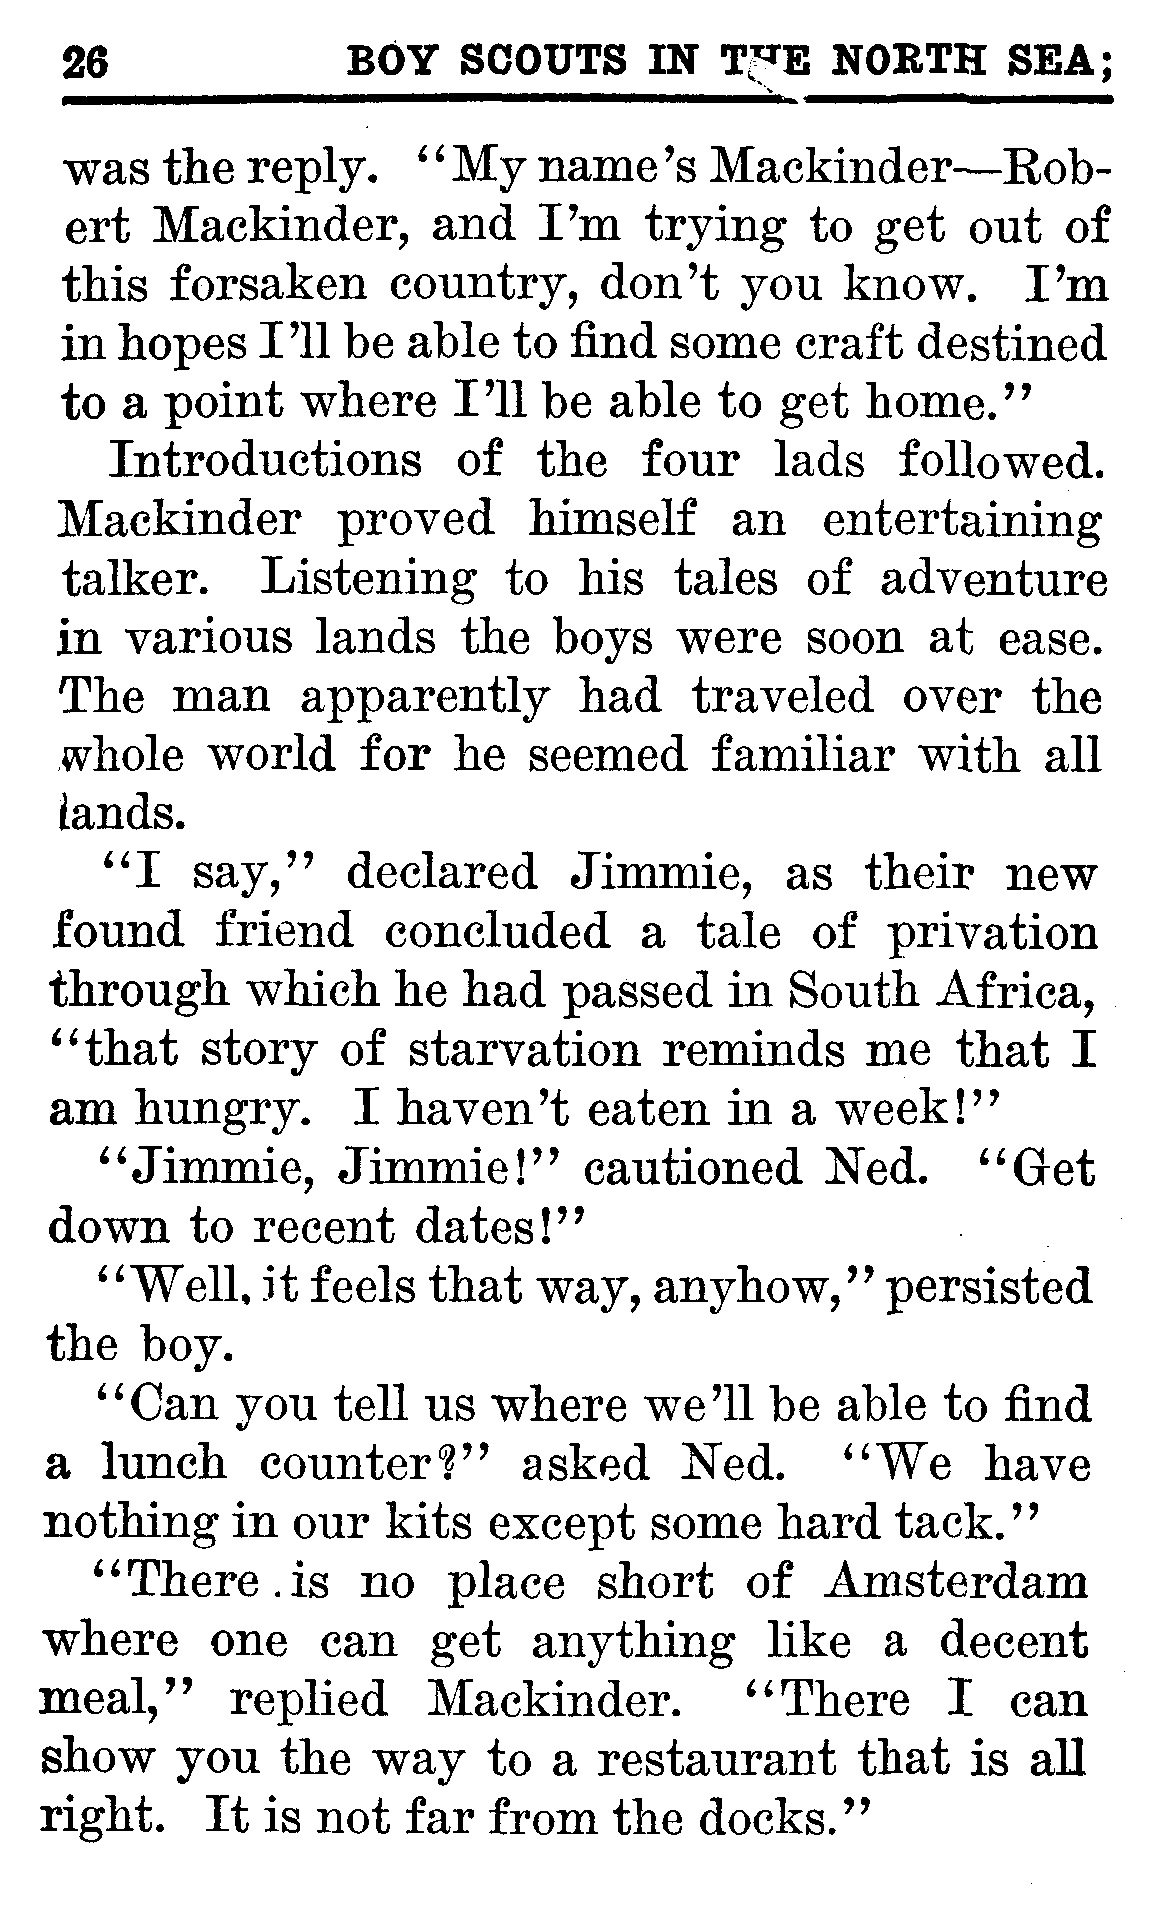 26 BOY SCOUTS IN THE NORTH SEA;
was the reply. "My name's Mackinder—Rob-
ert Mackinder, and I'm trying to get out of
this forsaken country, don't you know. I'm
in hopes I'll be able to find some craft destined
to a point where I'll be able to get home."
Introductions of the four lads followed.
Mackinder proved himself an entertaining
talker. Listening to his tales of adventure
in various lands the boys were soon at ease.
The man apparently had traveled over the
whole world for he seemed familiar with all
lands.
"I say," declared Jimmie, as their new
found friend concluded a tale of privation
through which he had passed in South Africa,
"that story of starvation reminds me that I
am hungry. I haven't eaten in a week!"
"Jimmie, Jimmie!" cautioned Ned. "Get
down to recent dates!"
"Well, it feels that way, anyhow," persisted
the boy.
"Can you tell us where we'll be able to find
a lunch counter?" asked Ned. "We have
nothing in our kits except some hard tack."
"There is no place short of Amsterdam
where one can get anything like a decent
meal," replied Mackinder. "There I can
show you the way to a restaurant that is all
right. It is not far from the docks."